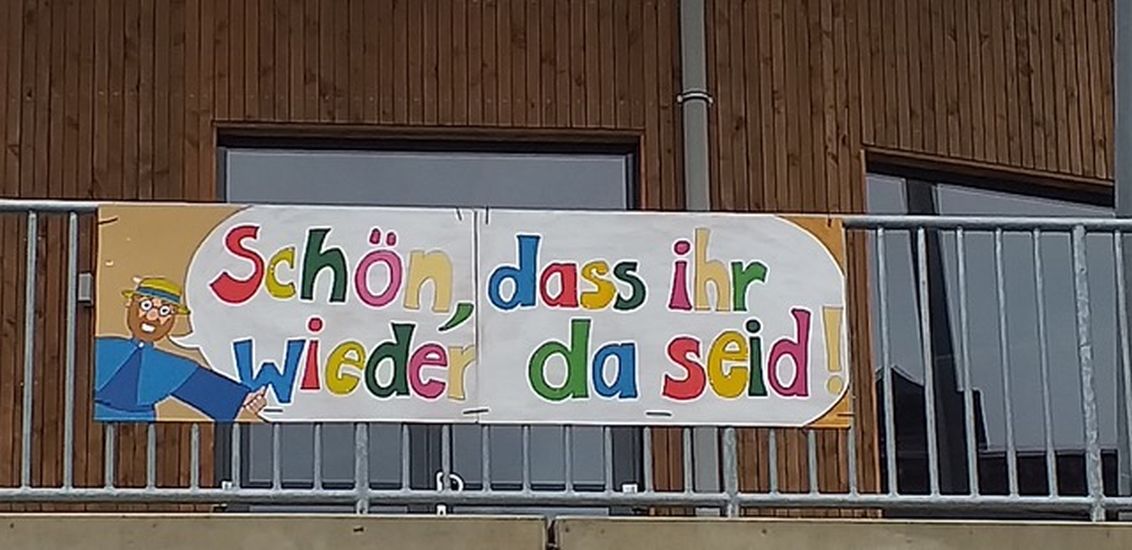 Schön, dass ihr
wieder da seid!